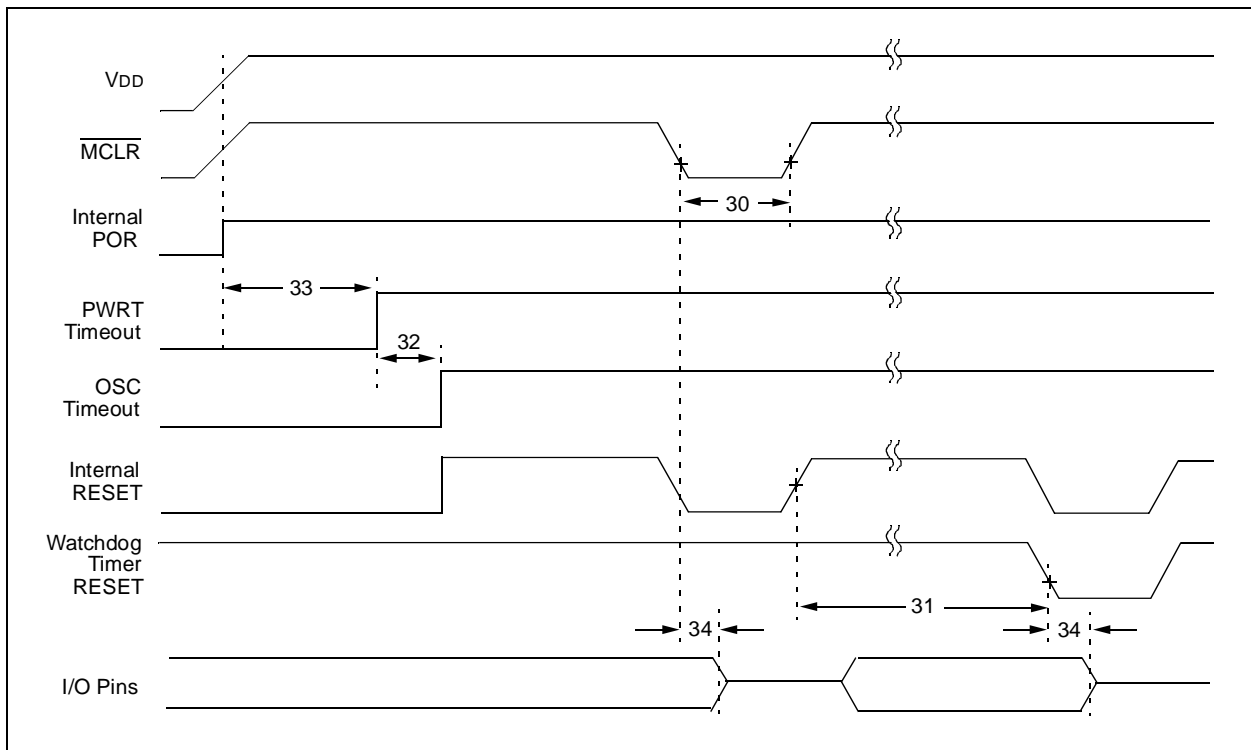 VDD
MCLR
30
Internal
POR
33
PWRT
Timeout
32
OSC
Timeout
Internal
RESET
Watchdog
Timer
RESET
31
34
34
I/O Pins